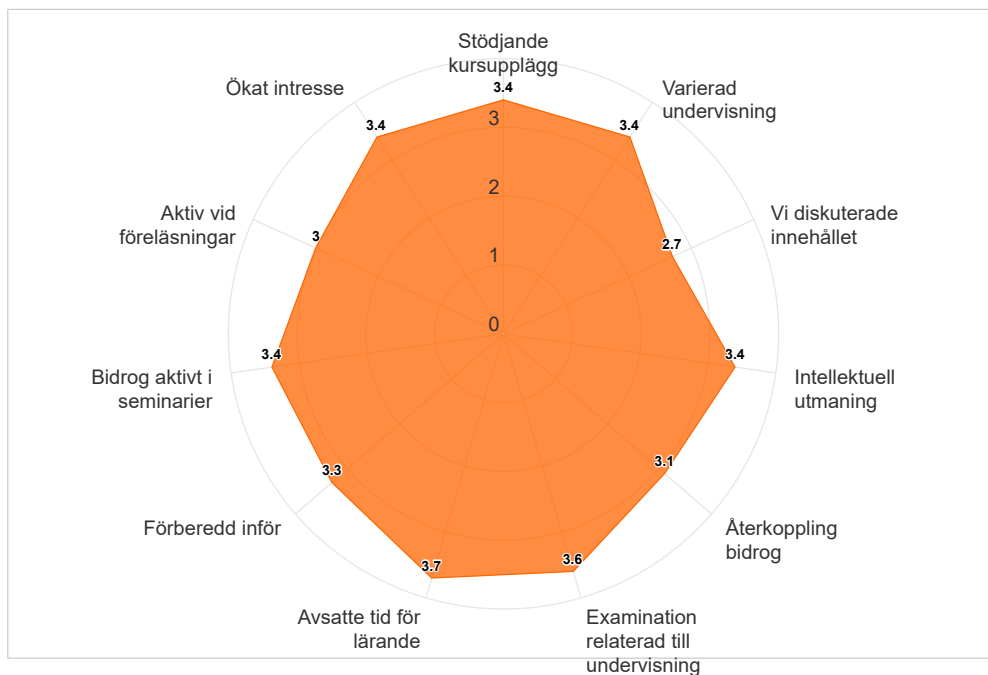 Stödjande
kursupplägg
3.4
Ökat intresse
Varierad
undervisning
3.4
3.4
3
Aktiv vid
föreläsningar
2
Vi diskuterade
innehållet
3
2.7
1
0
Bidrog aktivt i
seminarier
3.4
3.4
Intellektuell
utmaning
3.3
3.1
Förberedd inför
Återkoppling
bidrog
3.7
3.6
Avsatte tid för
lärande
Examination
relaterad till
undervisning